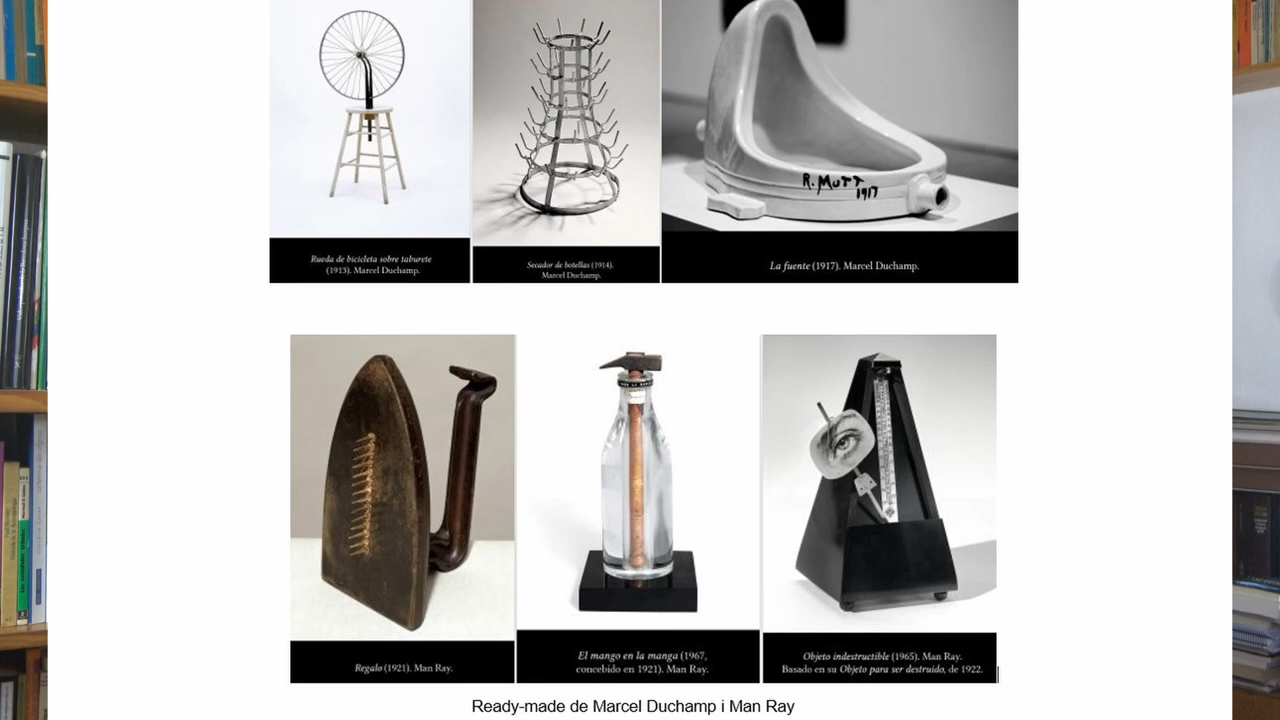 R. MUTT
1917
Rueda de bicicleta sobre taburete
(1913). Marcel Duchamp.
Secador de botellas (1914).
Marcel Duchamp.
La fuente (1917). Marcel Duchamp.
Regalo (1921). Man Ray.
El mango en la manga (1967,
concebido en 1921). Man Ray.
Objeto indestructible (1965). Man Ray.
Basado en su Objeto para ser destruido, de 1922.
Ready-made de Marcel Duchamp i Man Ray